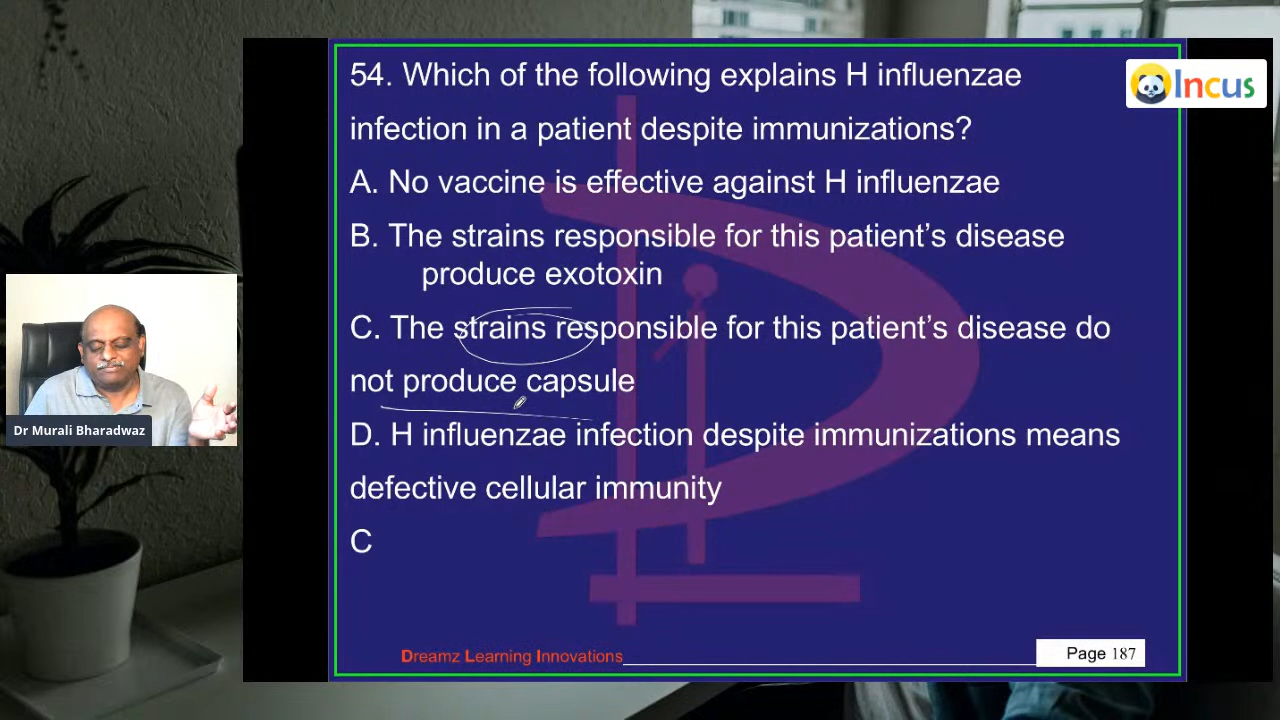 54. Which of the following explains H influenzae
infection in a patient despite immunizations?
A. No vaccine is effective against H influenzae
B. The strains responsible for this patient’s disease
produce exotoxin
C. The strains responsible for this patient’s disease do
not produce capsule
D. H influenzae infection despite immunizations means
defective cellular immunity
C
Dreamz Learning Innovations
Page 187
Incus
Dr Murali Bharadwaz